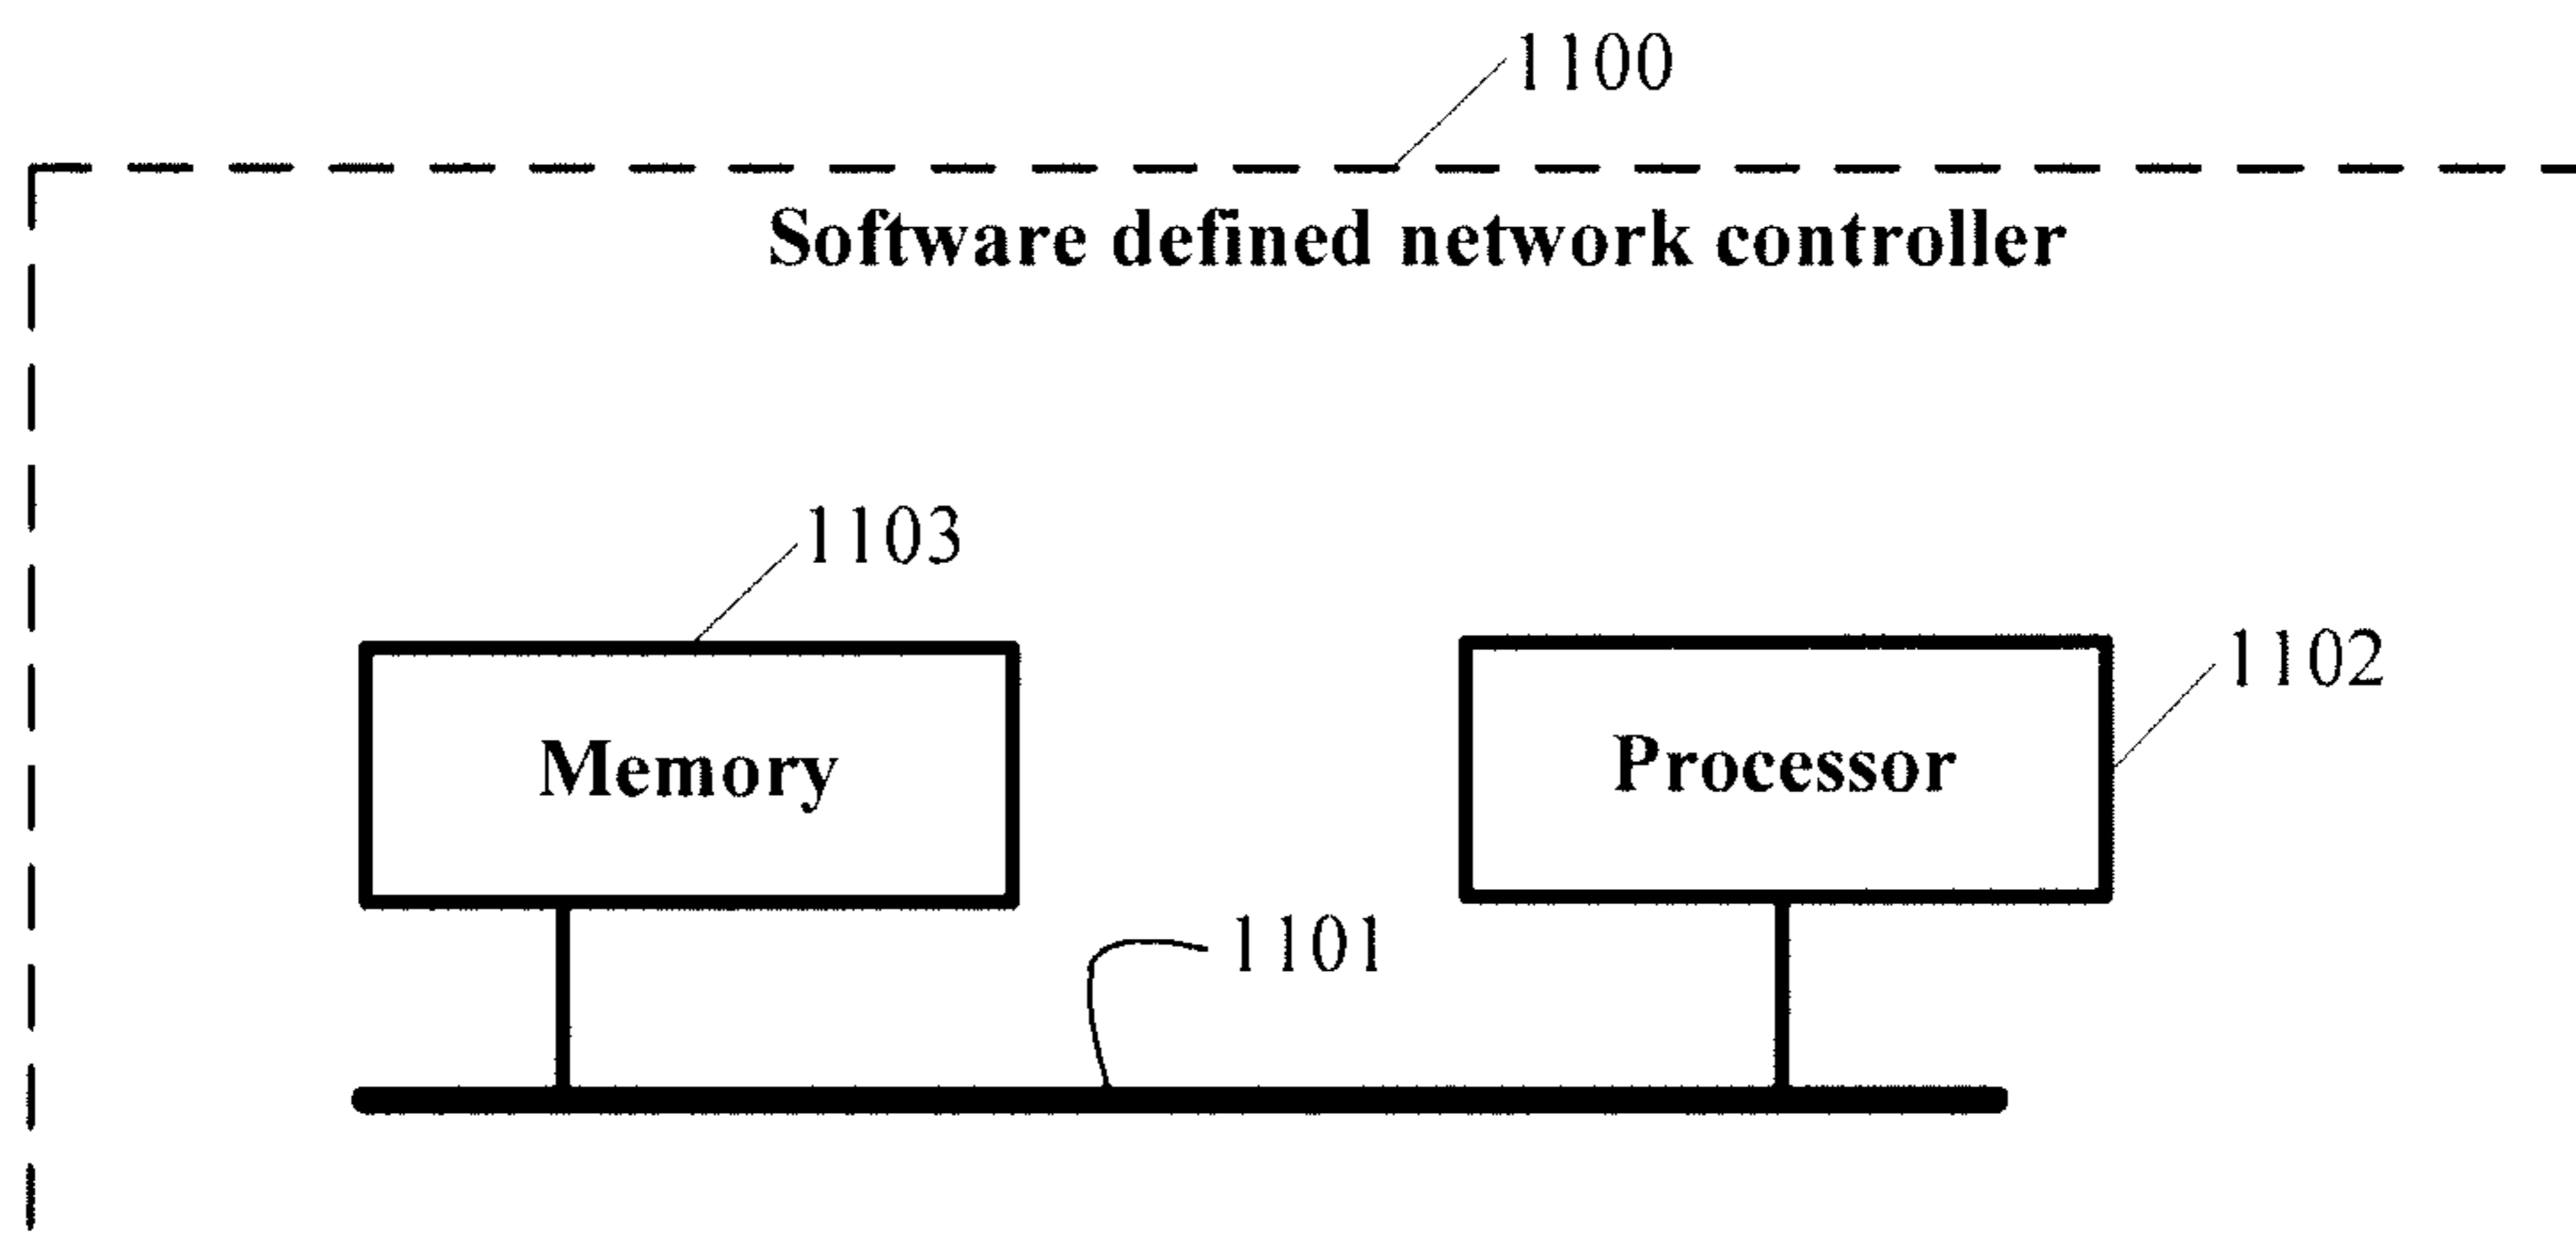 1100
Software defined network controller
1103
1102
Memory
Processor
1101